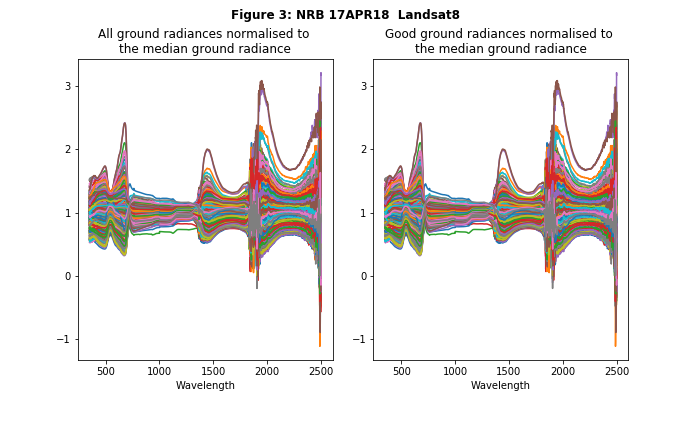 Figure 3: NRB 17APR18  Landsat8
All ground radiances normalised to
the median ground radiance
Good ground radiances normalised to
the median ground radiance
3
2
1
0
−1
500 1000 1500 2000 2500
Wavelength
3
2
1
0
−1
500 1000 1500 2000 2500
Wavelength